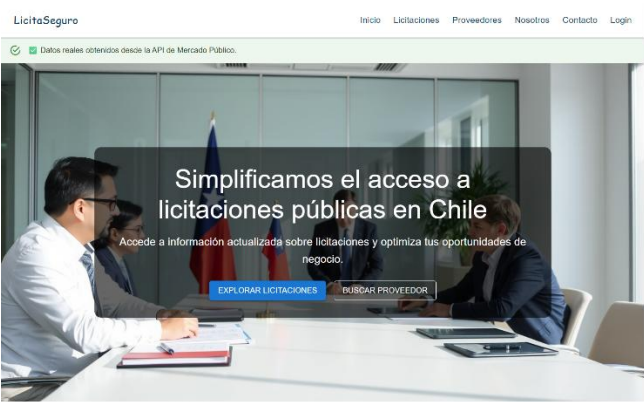 LicitaSeguro
Inicio Licitaciones Proveedores Nosotros Contacto Login
Datos reales obtenidos desde la API de Mercado Público.
Simplificamos el acceso a
licitaciones públicas en Chile
Accede a información actualizada sobre licitaciones y optimiza tus oportunidades de
negocio.
EXPLORAR LICITACIONES BUSCAR PROVEEDOR